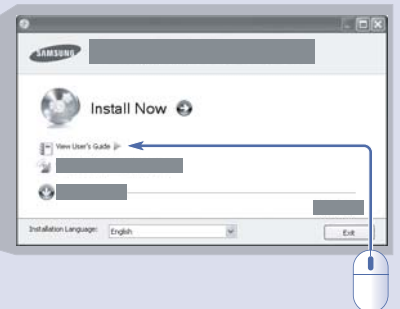 SAMSUNG
Install Now
View User's Guide
Installation Language: English
Exit